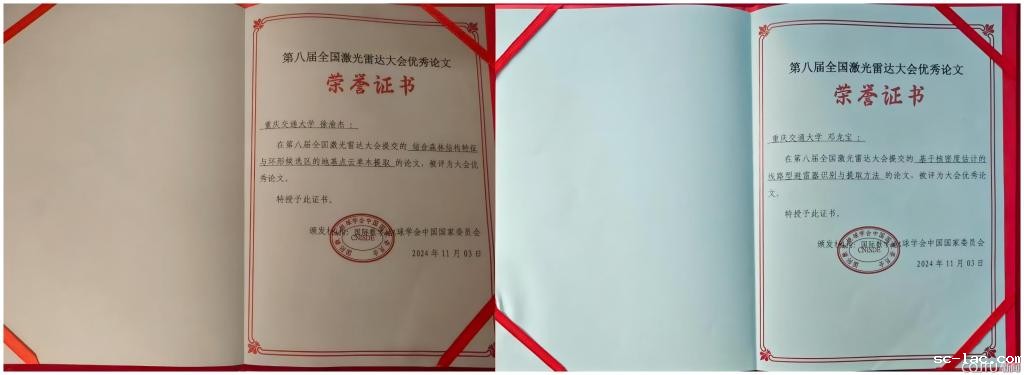 第八届全国激光雷达大会优秀论文
荣誉证书
重庆交通大学 徐渝杰:
在第八届全国激光雷达大会提交的 结合森林结构特征
与环形候选区的地基点云单木提取 的论文,被评为大会优
秀论文。
特授予此证书。
颁发机构:国际数字地球学会中国国家委员会
CNISDE
2024年11月03日
第八届全国激光雷达大会优秀论文
荣誉证书
重庆交通大学 邓龙宝:
在第八届全国激光雷达大会提交的 基于核密度估计的
线路型避雷器识别与提取方法 的论文,被评为大会优秀论
文。
特授予此证书。
颁发机构:国际数字地球学会中国国家委员会
CNISDE
2024年11月03日
sc-lac.com